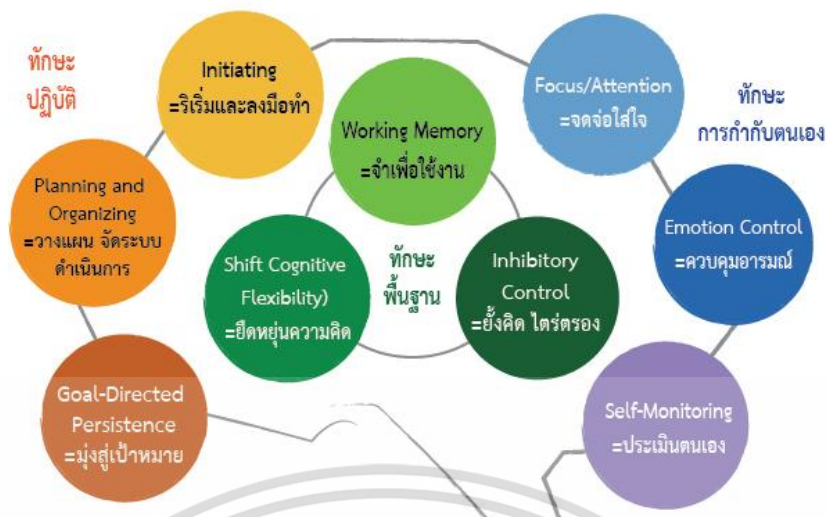 ทักษะ
ปฏิบัติ
Initiating
=ริเริ่มและลงมือทำ
Planning and
Organizing
=วางแผน จัดระบบ
ดำเนินการ
Goal-Directed
Persistence
=มุ่งสู่เป้าหมาย
Working Memory
=จำเพื่อใช้งาน
Shift Cognitive
Flexibility)
=ยืดหยุ่นความคิด
ทักษะ
พื้นฐาน
Inhibitory
Control
=ยั้งคิด ไตร่ตรอง
Focus/Attention
=จดจ่อใส่ใจ
ทักษะ
การกำกับตนเอง
Emotion Control
=ควบคุมอารมณ์
Self-Monitoring
=ประเมินตนเอง